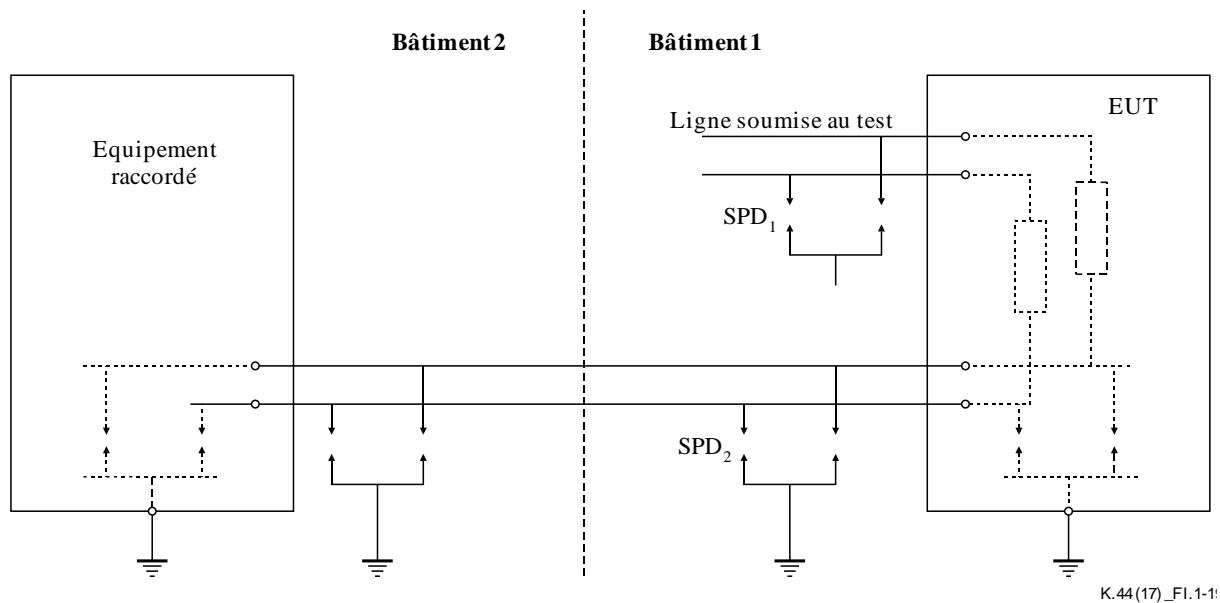 Bâtiment 2
Bâtiment 1
EUT
Ligne soumise au test
Equipement
raccordé
SPD1
SPD2